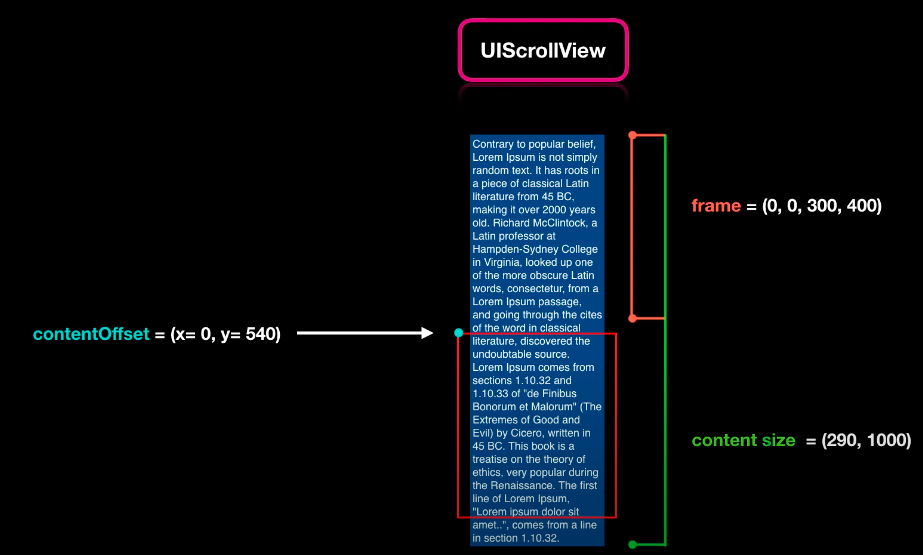 UIScrollView
Contrary to popular belief,
Lorem Ipsum is not simply
random text. It has roots in
a piece of classical Latin
literature from 45 BC,
making it over 2000 years
old. Richard McClintock, a
Latin professor at
Hampden-Sydney College
in Virginia, looked up one
of the more obscure Latin
words, consectetur, from a
Lorem Ipsum passage,
and going through the cites
of the word in classical
literature, discovered the
undoubtable source.
Lorem Ipsum comes from
sections 1.10.32 and
1.10.33 of "de Finibus
Bonorum et Malorum" (The
Extremes of Good and
Evil) by Cicero, written in
45 BC. This book is a
treatise on the theory of
ethics, very popular during
the Renaissance. The first
line of Lorem Ipsum,
"Lorem ipsum dolor sit
amet..", comes from a line
in section 1.10.32.
frame = (0, 0, 300, 400)
contentOffset = (x= 0, y= 540)
content size = (290, 1000)